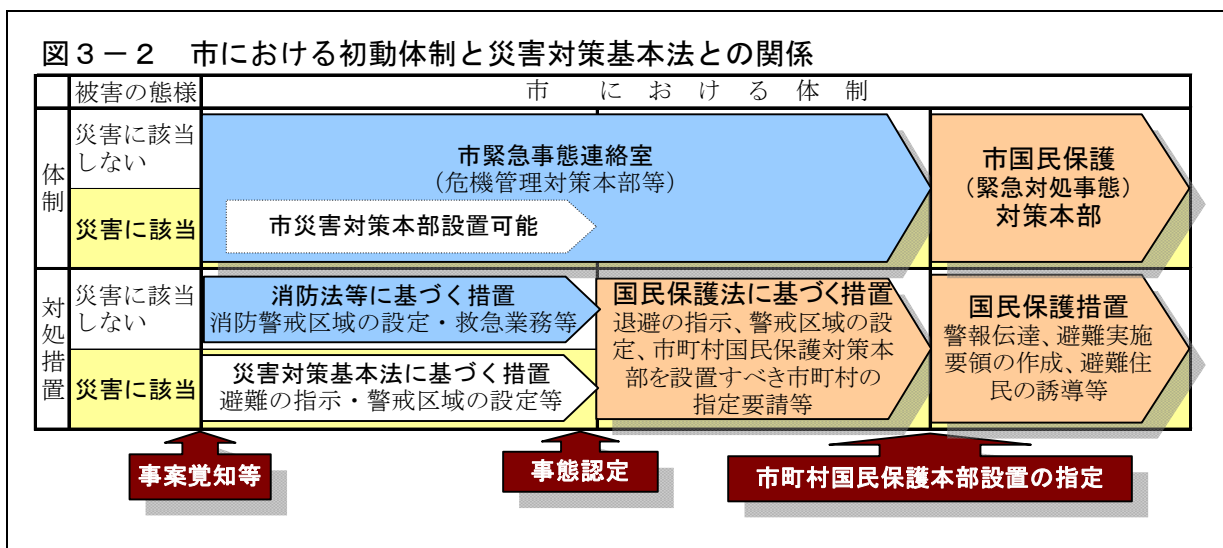 図３－２　市における初動体制と災害対策基本法との関係
被害の態様
市における体制
体制
災害に該当
しない
災害に該当
市緊急事態連絡室
（危機管理対策本部等）
市災害対策本部設置可能
市国民保護
（緊急対処事態）
対策本部
対処措置
災害に該当
しない
災害に該当
消防法等に基づく措置
消防警戒区域の設定・救急業務等
災害対策基本法に基づく措置
避難の指示・警戒区域の設定等
国民保護法に基づく措置
退避の指示、警戒区域の設
定、市町村国民保護対策本
部を設置すべき市町村の
指定要請等
国民保護措置
警報伝達、避難実施
要領の作成、避難住
民の誘導等
事案覚知等
事態認定
市町村国民保護本部設置の指定